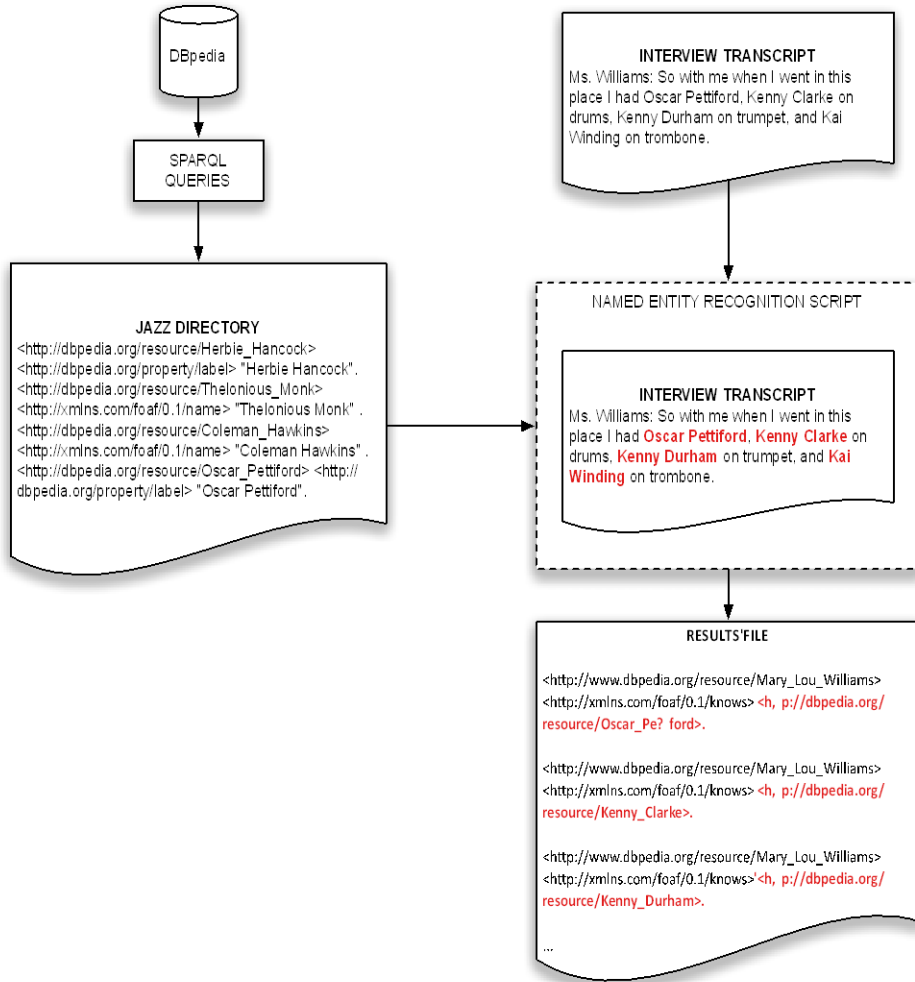 DBpedia
SPARQL
QUERIES
JAZZ DIRECTORY
<http://dbpedia.org/resource/Herbie_Hancock>
<http://dbpedia.org/property/label> "Herbie Hancock".
<http://dbpedia.org/resource/Thelonious_Monk>
<http://xmlns.com/foaf/0.1/name> "Thelonious Monk" .
<http://dbpedia.org/resource/Coleman_Hawkins>
<http://xmlns.com/foaf/0.1/name> "Coleman Hawkins" .
<http://dbpedia.org/resource/Oscar_Pettiford> <http://
dbpedia.org/property/label> "Oscar Pettiford".
INTERVIEW TRANSCRIPT
Ms. Williams: So with me when I went in this
place I had Oscar Pettiford, Kenny Clarke on
drums, Kenny Durham on trumpet, and Kai
Winding on trombone.
NAMED ENTITY RECOGNITION SCRIPT
INTERVIEW TRANSCRIPT
Ms. Williams: So with me when I went in this
place I had Oscar Pettiford, Kenny Clarke on
drums, Kenny Durham on trumpet, and Kai
Winding on trombone.
RESULTS'FILE
<http://www.dbpedia.org/resource/Mary_Lou_Williams>
<http://xmlns.com/foaf/0.1/knows> <h, p://dbpedia.org/
resource/Oscar_Pe? ford>.
<http://www.dbpedia.org/resource/Mary_Lou_Williams>
<http://xmlns.com/foaf/0.1/knows> <h, p://dbpedia.org/
resource/Kenny_Clarke>.
<http://www.dbpedia.org/resource/Mary_Lou_Williams>
<http://xmlns.com/foaf/0.1/knows>'<h, p://dbpedia.org/
resource/Kenny_Durham>.
...